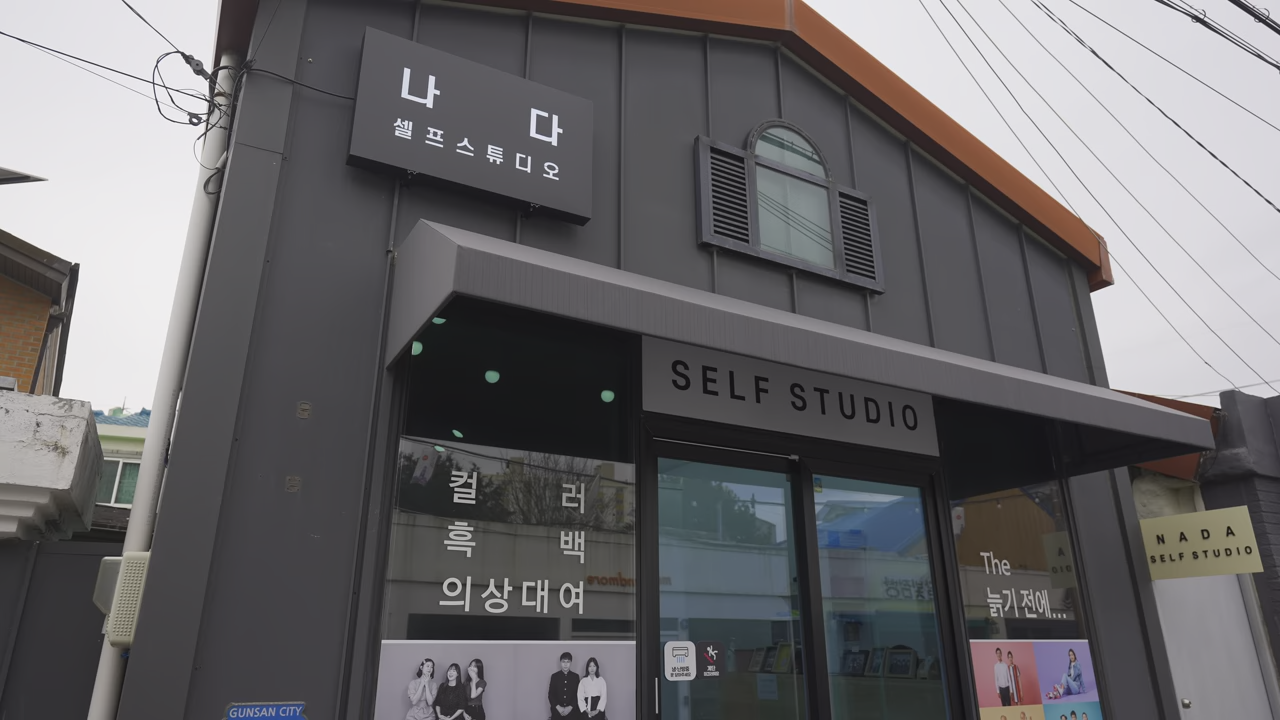 나 다
셀프스튜디오
SELF STUDIO
컬 러
흑 백
의상대여
The
늙기 전에...
NADA
SELF STUDIO
GUNSAN CITY